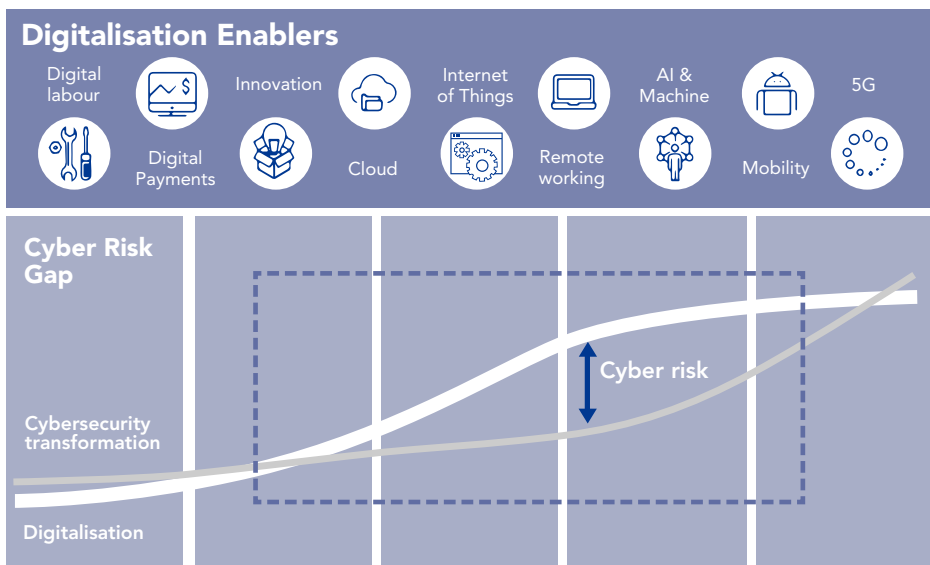 Digitalisation Enablers
Digital
labour
Digital
Payments
Innovation
Cloud
Internet
of Things
Remote
working
AI &
Machine
Mobility
5G
$
Cyber Risk
Gap
Cyber risk
Cybersecurity
transformation
Digitalisation